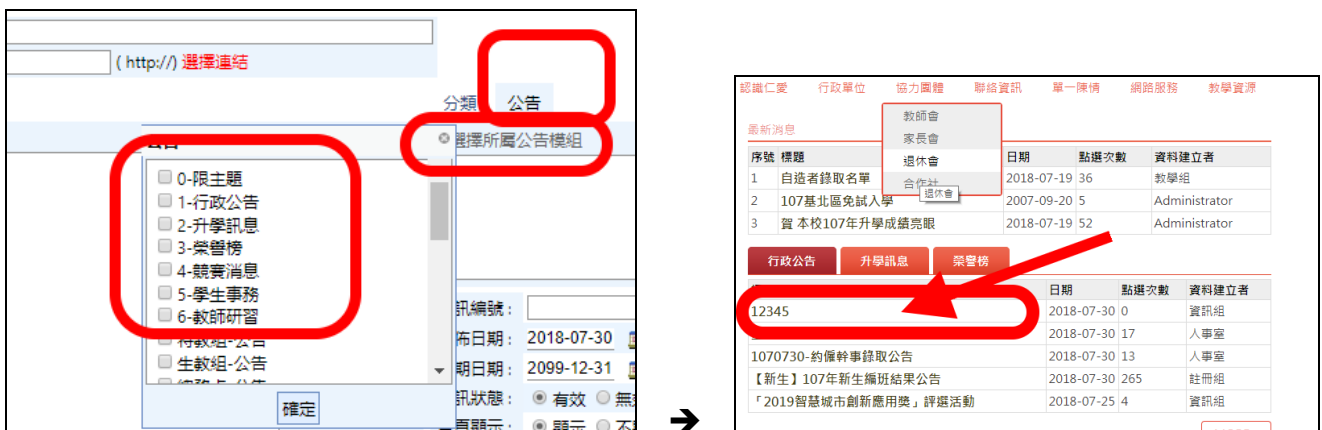 ( http://) 選擇連結
分類 公告
選擇所屬公告模組
公告
0-限主題
1-行政公告
2-升學訊息
3-榮譽榜
4-競賽消息
5-學生事務
6-教師研習
特教組-公告
生教組-公告
確定
訊編號：
佈日期： 2018-07-30
期日期： 2099-12-31
訊狀態： 有效
頁顯示： 顯示
➔
認識仁愛 行政單位 協力團體 聯絡資訊 單一陳情 網路服務 教學資源
教師會
家長會
退休會
合作社
退休會
最新消息
序號 標題 日期 點選次數 資料建立者
1 自造者錄取名單 2018-07-19 36 教學組
2 107基北區免試入學 2007-09-20 5 Administrator
3 賀 本校107年升學成績亮眼 2018-07-19 52 Administrator
行政公告 升學訊息 榮譽榜
日期 點選次數 資料建立者
12345 2018-07-30 0 資訊組
2018-07-30 17 人事室
1070730-約僱幹事錄取公告 2018-07-30 13 人事室
【新生】107年新生編班結果公告 2018-07-30 265 註冊組
「2019智慧城市創新應用獎」評選活動 2018-07-25 4 資訊組